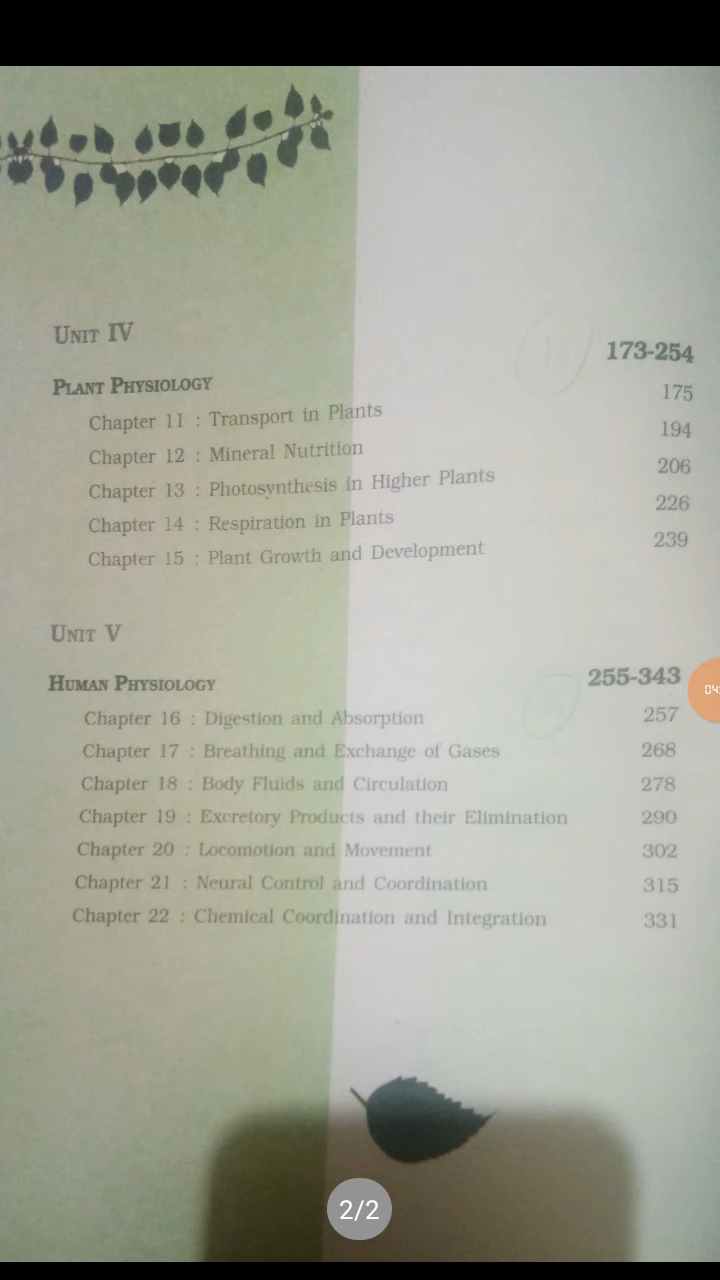 UNIT IV
173-254
PLANT PHYSIOLOGY
Chapter 11 : Transport in Plants 175
Chapter 12 : Mineral Nutrition 194
Chapter 13 : Photosynthesis in Higher Plants 206
Chapter 14 : Respiration in Plants 226
Chapter 15 : Plant Growth and Development 239
UNIT V
255-343
HUMAN PHYSIOLOGY
Chapter 16 : Digestion and Absorption 257
Chapter 17 : Breathing and Exchange of Gases 268
Chapter 18 : Body Fluids and Circulation 278
Chapter 19 : Excretory Products and their Elimination 290
Chapter 20 : Locomotion and Movement 302
Chapter 21 : Neural Control and Coordination 315
Chapter 22 : Chemical Coordination and Integration 331
2/2